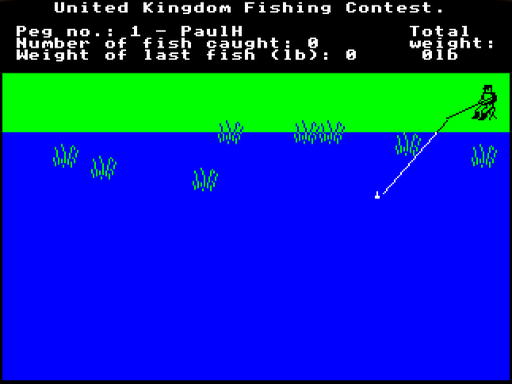 United Kingdom Fishing Contest.
Peg no.: 1 - PaulH Total
Number of fish caught: 0 weight:
Weight of last fish (lb): 0 0lb